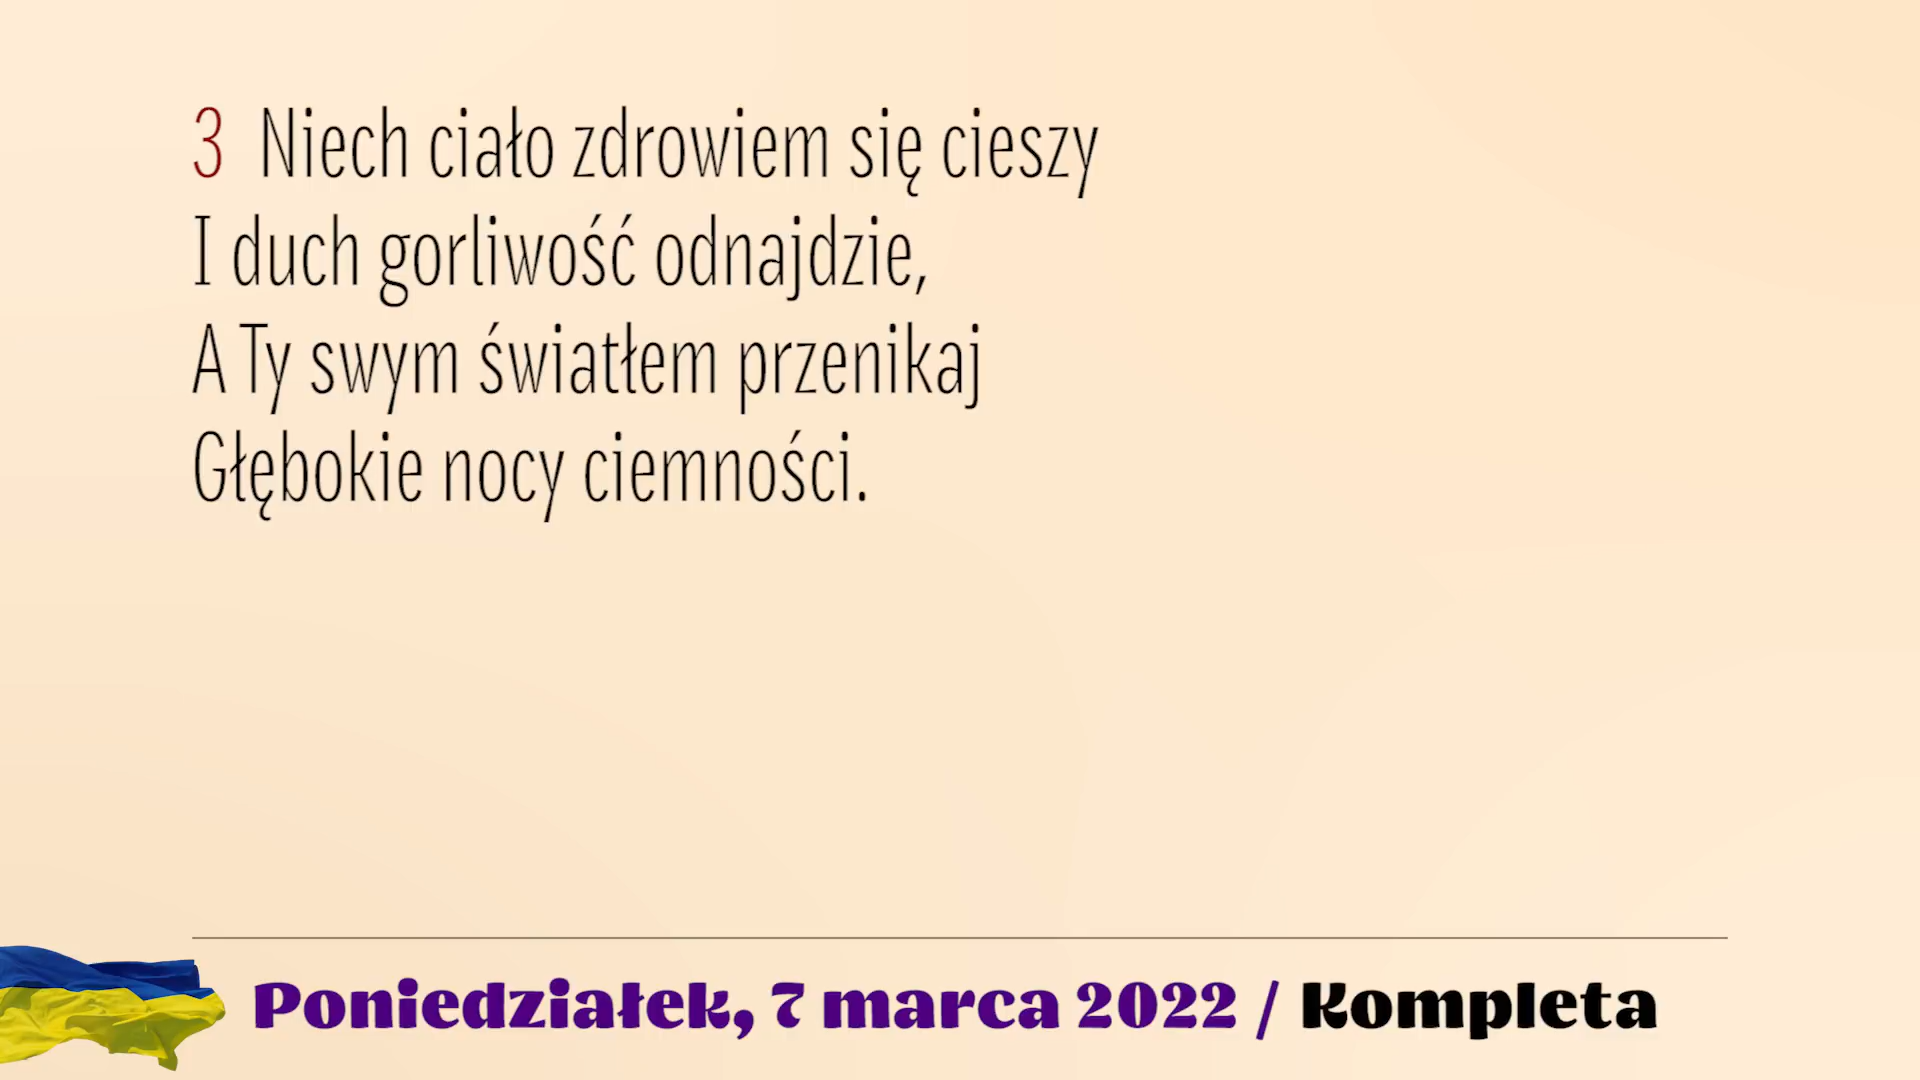 3 Niech ciało zdrowiem się cieszy
I duch gorliwość odnajdzie,
A Ty swym światłem przenikaj
Głębokie nocy ciemności.
Poniedziałek, 7 marca 2022 / Kompleta